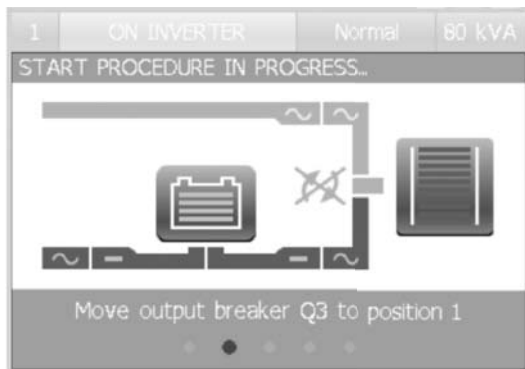 1 ON INVERTER Normal 80 kVA
START PROCEDURE IN PROGRESS...
Move output breaker Q3 to position 1